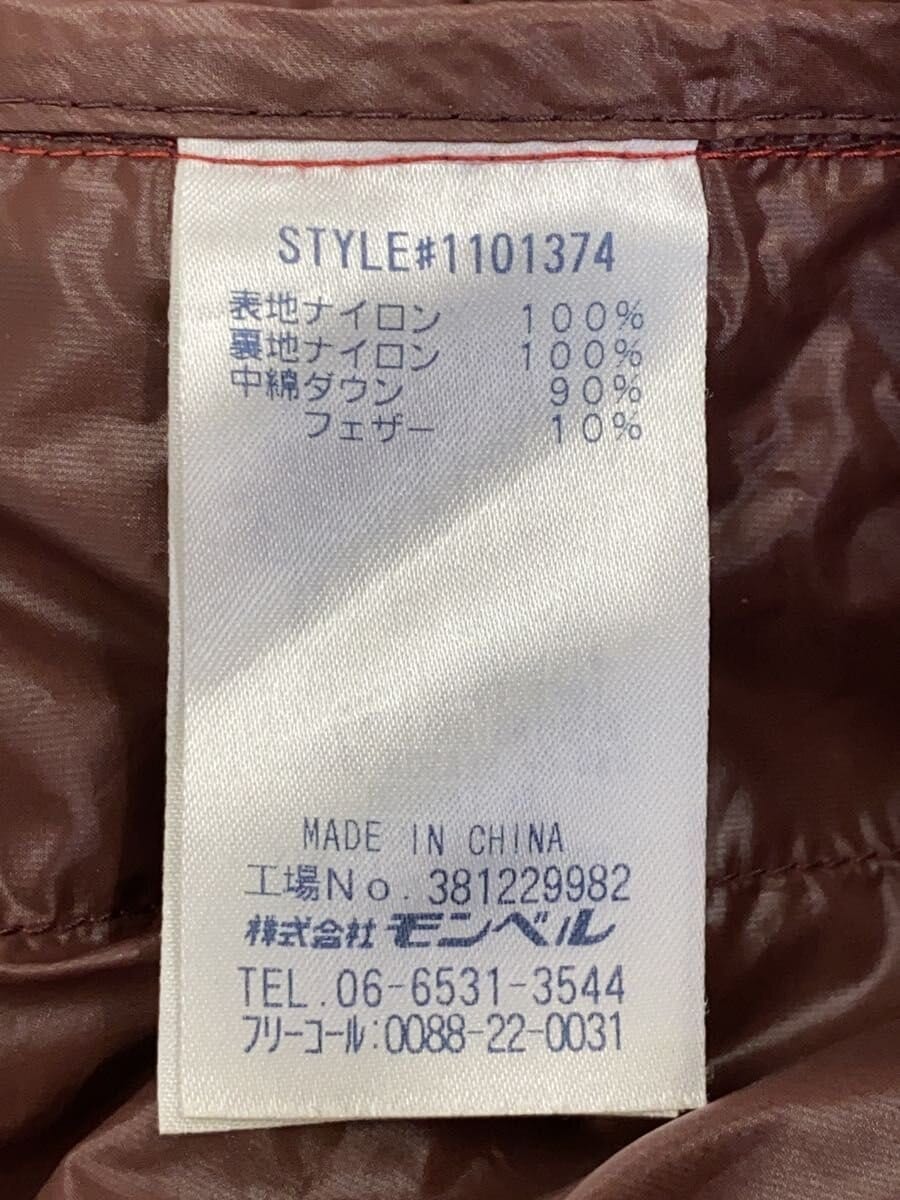 STYLE#1101374
表地ナイロン 100%
裏地ナイロン 100%
中綿ダウン 90%
フェザー 10%
MADE IN CHINA
工場No.381229982
株式会社モンベル
TEL.06-6531-3544
フリーコール:0088-22-0031